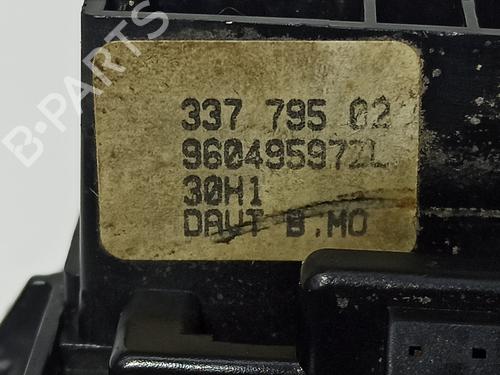 337 795 02
96049597ZL
30H1
DAVT B.MO
B-PARTS